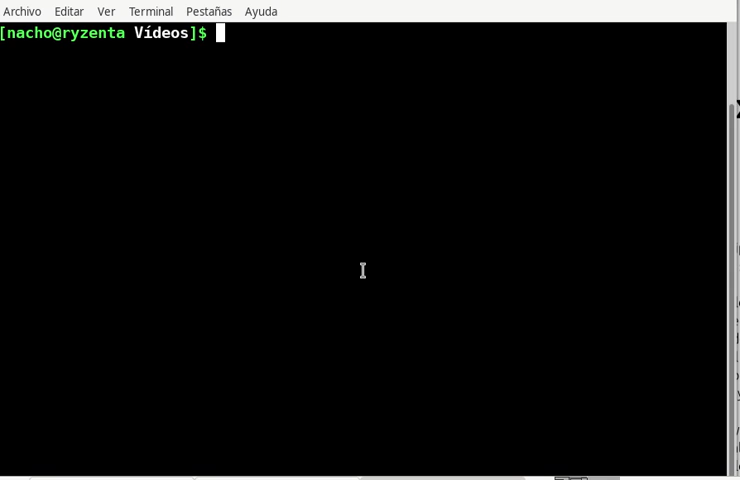 Archivo Editar Ver Terminal Pestañas Ayuda
[nacho@ryzenta Vídeos]$